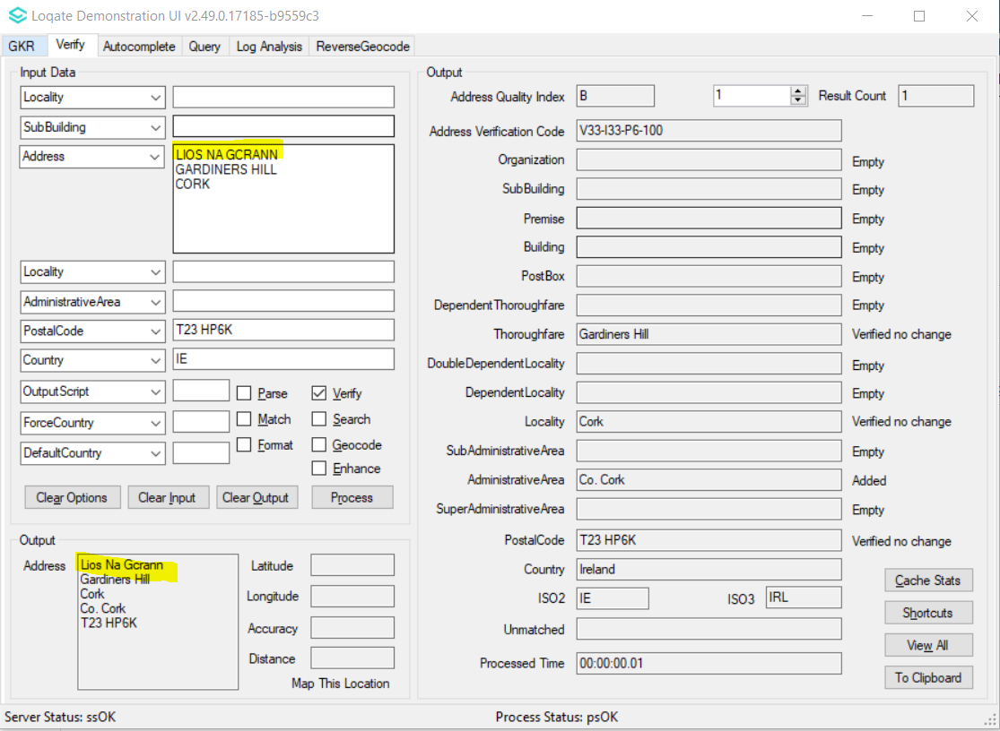 Loqate Demonstration UI v2.49.0.17185-b9559c3
GKR Verify Autocomplete Query Log Analysis ReverseGeocode
Input Data
Locality
SubBuilding
Address
LIOS NA GCRANN
GARDINERS HILL
CORK
Locality
AdministrativeArea
PostalCode T23 HP6K
Country IE
OutputScript Parse Verify
ForceCountry Match Search
DefaultCountry Format Geocode
Enhance
Clear Options Clear Input Clear Output Process
Output
Address
Lios Na Gcrann
Gardiners Hill
Cork
Co. Cork
T23 HP6K
Latitude
Longitude
Accuracy
Distance
Map This Location
Output
Address Quality Index B 1 Result Count 1
Address Verification Code V33-I33-P6-100
Organization Empty
SubBuilding Empty
Premise Empty
Building Empty
PostBox Empty
DependentThoroughfare Empty
Thoroughfare Gardiners Hill Verified no change
DoubleDependentLocality Empty
DependentLocality Empty
Locality Cork Verified no change
SubAdministrativeArea Empty
AdministrativeArea Co. Cork Added
SuperAdministrativeArea Empty
PostalCode T23 HP6K Verified no change
Country Ireland
ISO2 IE ISO3 IRL
Unmatched
Processed Time 00:00:00.01
Cache Stats
Shortcuts
View All
To Clipboard
Server Status: ssOK Process Status: psOK